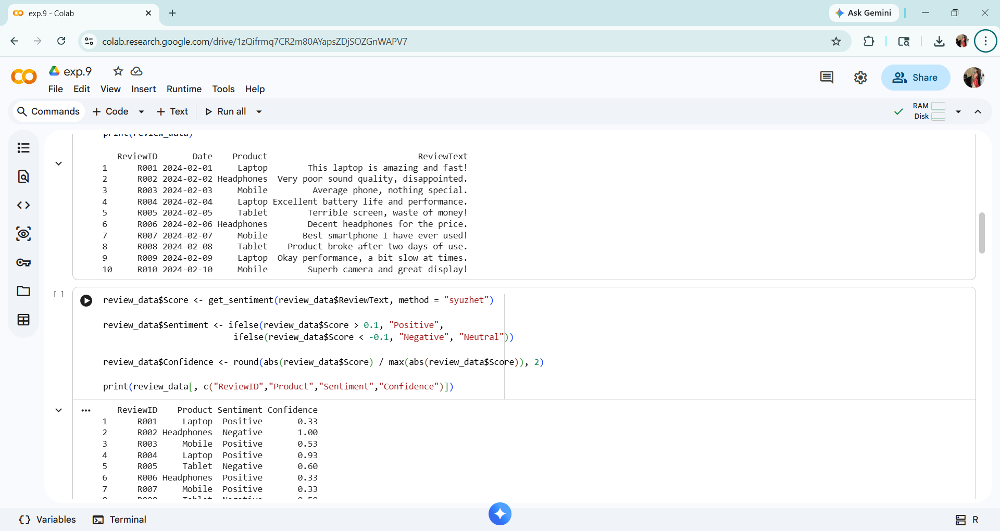 exp.9 - Colab
Ask Gemini
colab.research.google.com/drive/1zQifrmq7CR2m80AYapsZDjSOZGnWAPV7
exp.9
File Edit View Insert Runtime Tools Help
Share
Commands + Code + Text Run all
RAM
Disk
print(review_data)
ReviewID Date Product ReviewText
1 R001 2024-02-01 Laptop This laptop is amazing and fast!
2 R002 2024-02-02 Headphones Very poor sound quality, disappointed.
3 R003 2024-02-03 Mobile Average phone, nothing special.
4 R004 2024-02-04 Laptop Excellent battery life and performance.
5 R005 2024-02-05 Tablet Terrible screen, waste of money!
6 R006 2024-02-06 Headphones Decent headphones for the price.
7 R007 2024-02-07 Mobile Best smartphone I have ever used!
8 R008 2024-02-08 Tablet Product broke after two days of use.
9 R009 2024-02-09 Laptop Okay performance, a bit slow at times.
10 R010 2024-02-10 Mobile Superb camera and great display!
[ ]
review_data$Score <- get_sentiment(review_data$ReviewText, method = "syuzhet")
review_data$Sentiment <- ifelse(review_data$Score > 0.1, "Positive",
ifelse(review_data$Score < -0.1, "Negative", "Neutral"))
review_data$Confidence <- round(abs(review_data$Score) / max(abs(review_data$Score)), 2)
print(review_data[, c("ReviewID","Product","Sentiment","Confidence")])
ReviewID Product Sentiment Confidence
1 R001 Laptop Positive 0.33
2 R002 Headphones Negative 1.00
3 R003 Mobile Positive 0.53
4 R004 Laptop Positive 0.93
5 R005 Tablet Negative 0.60
6 R006 Headphones Positive 0.33
7 R007 Mobile Positive 0.33
8 R008 Tablet Negative 0.50
Variables Terminal
R